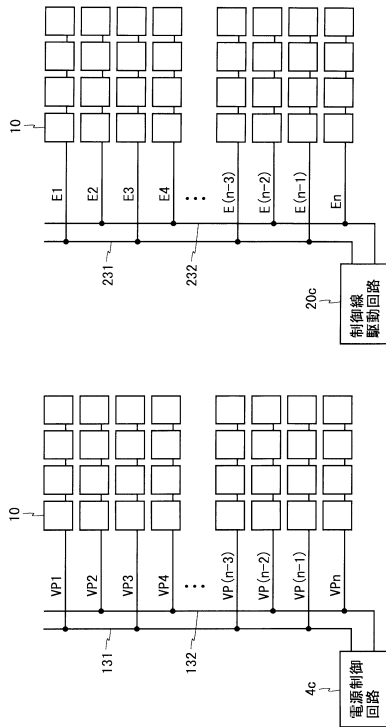 10
E1
E2
E3
E4
...
E(n-3)
E(n-2)
E(n-1)
En
231
232
制御線
駆動回路
20c
10
VP1
VP2
VP3
VP4
...
VP(n-3)
VP(n-2)
VP(n-1)
VPn
131
132
電源制御
回路
4c